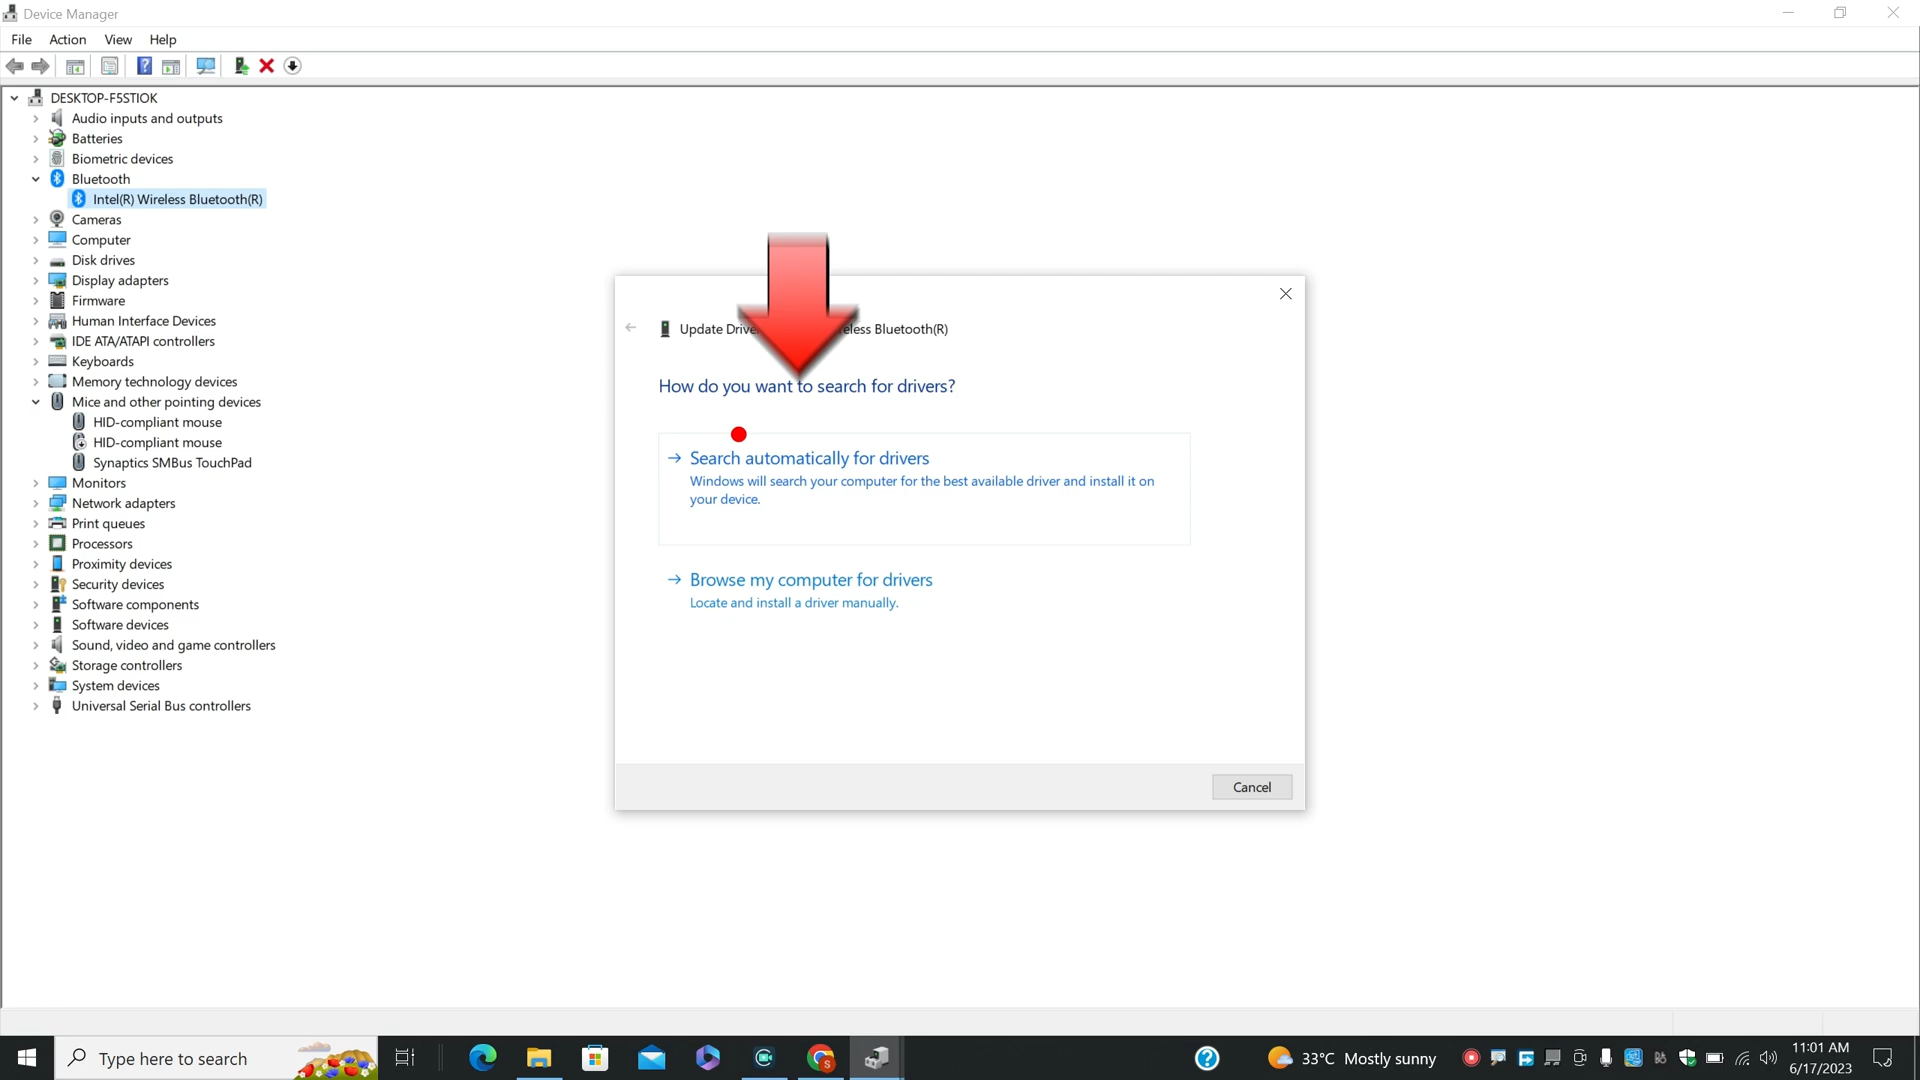 Device Manager
File Action View Help
DESKTOP-F5STIOK
Audio inputs and outputs
Batteries
Biometric devices
Bluetooth
Intel(R) Wireless Bluetooth(R)
Cameras
Computer
Disk drives
Display adapters
Firmware
Human Interface Devices
IDE ATA/ATAPI controllers
Keyboards
Memory technology devices
Mice and other pointing devices
HID-compliant mouse
HID-compliant mouse
Synaptics SMBus TouchPad
Monitors
Network adapters
Print queues
Processors
Proximity devices
Security devices
Software components
Software devices
Sound, video and game controllers
Storage controllers
System devices
Universal Serial Bus controllers
Update Bluetooth(R)
How do you want to search for drivers?
Search automatically for drivers
Windows will search your computer for the best available driver and install it on
your device.
Browse my computer for drivers
Locate and install a driver manually.
Cancel
Type here to search
33°C Mostly sunny
11:01 AM
6/17/2023